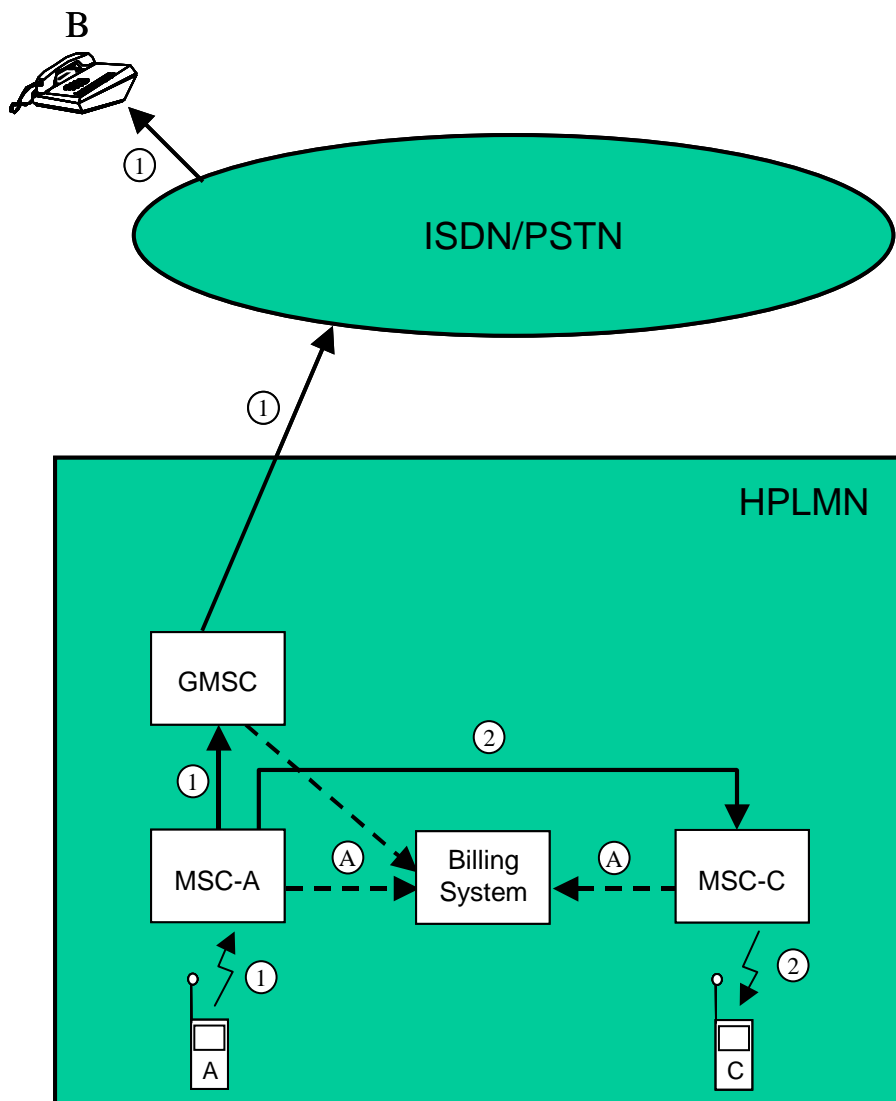 B
①
ISDN/PSTN
①
HPLMN
GMSC
②
①
Ⓐ
Ⓐ
MSC-A
Billing
System
MSC-C
①
②
A
C